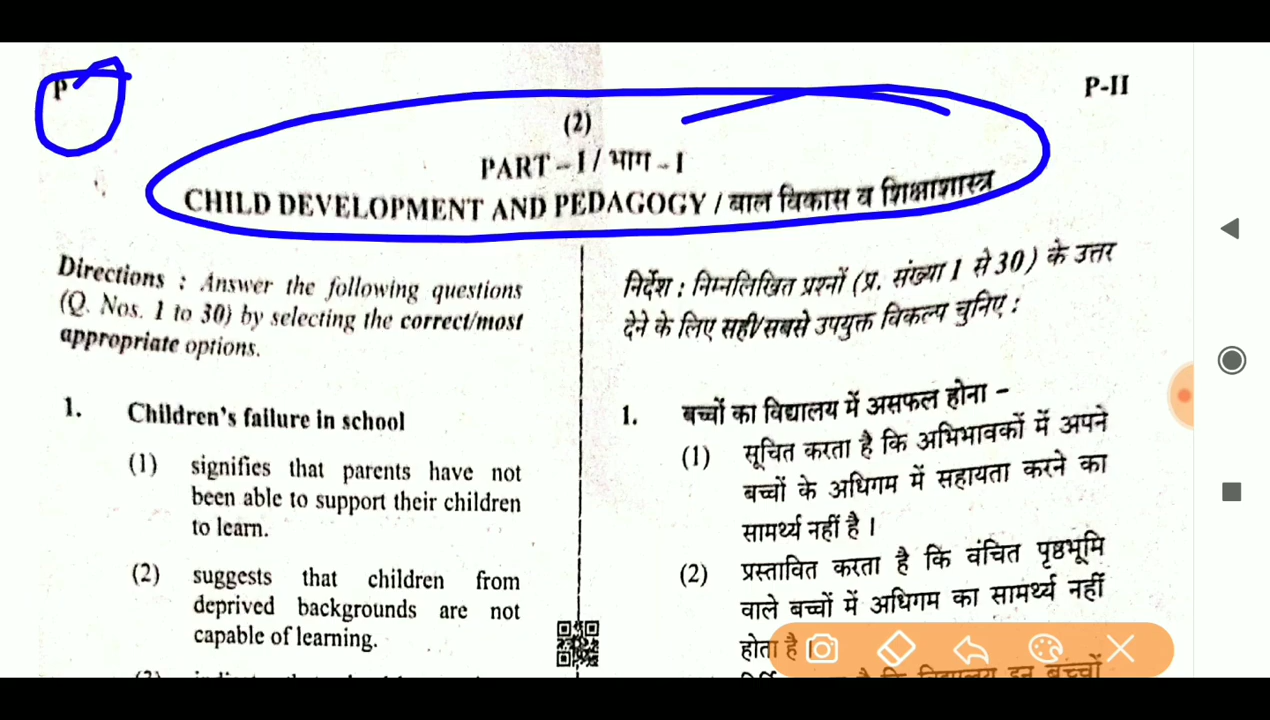 P
P-II
(2)
PART – I / भाग – I
CHILD DEVELOPMENT AND PEDAGOGY / बाल विकास व शिक्षाशास्त्र
Directions : Answer the following questions
(Q. Nos. 1 to 30) by selecting the correct/most
appropriate options.
1. Children's failure in school
(1) signifies that parents have not
been able to support their children
to learn.
(2) suggests that children from
deprived backgrounds are not
capable of learning.
निर्देश : निम्नलिखित प्रश्नों (प्र. संख्या 1 से 30) के उत्तर
देने के लिए सही/सबसे उपयुक्त विकल्प चुनिए :
1. बच्चों का विद्यालय में असफल होना –
(1) सूचित करता है कि अभिभावकों में अपने
बच्चों के अधिगम में सहायता करने का
सामर्थ्य नहीं है ।
(2) प्रस्तावित करता है कि वंचित पृष्ठभूमि
वाले बच्चों में अधिगम का सामर्थ्य नहीं
होता है ।